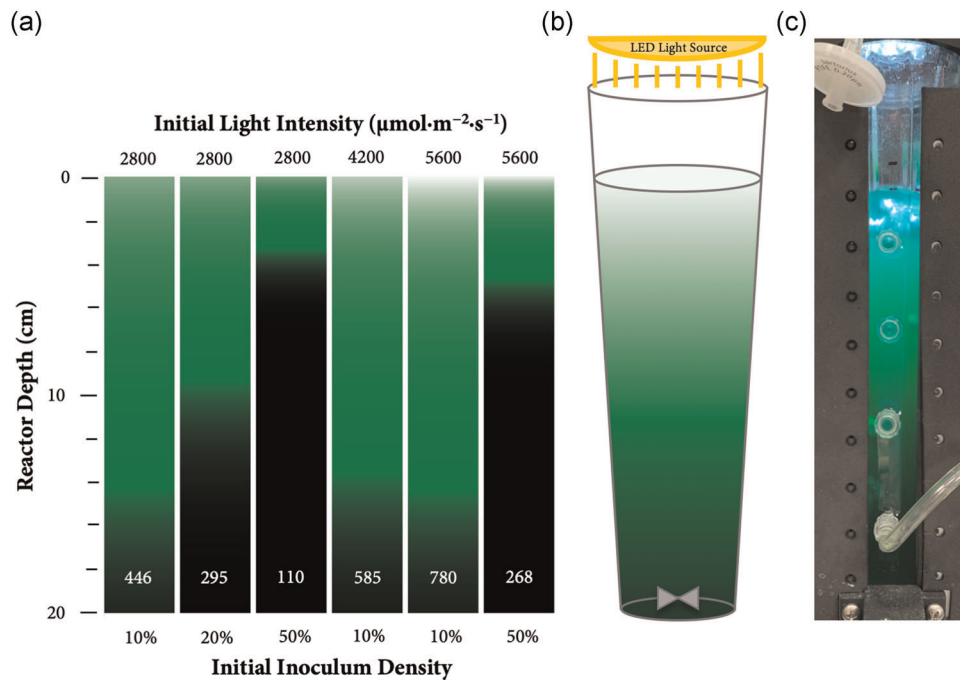 (a)
(b)
(c)
LED Light Source
Initial Light Intensity (µmol·m⁻²·s⁻¹)
2800 2800 2800 4200 5600 5600
0
10
20
Reactor Depth (cm)
446 295 110 585 780 268
10% 20% 50% 10% 10% 50%
Initial Inoculum Density